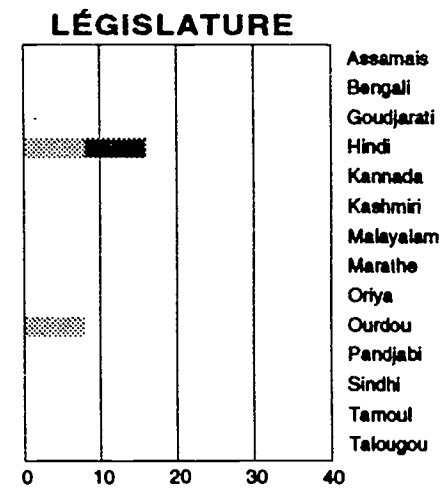 LÉGISLATURE
Assamais
Bengali
Goudjarati
Hindi
Kannada
Kashmiri
Malayalam
Marathe
Oriya
Ourdou
Pandjabi
Sindhi
Tamoul
Talougou
0 10 20 30 40